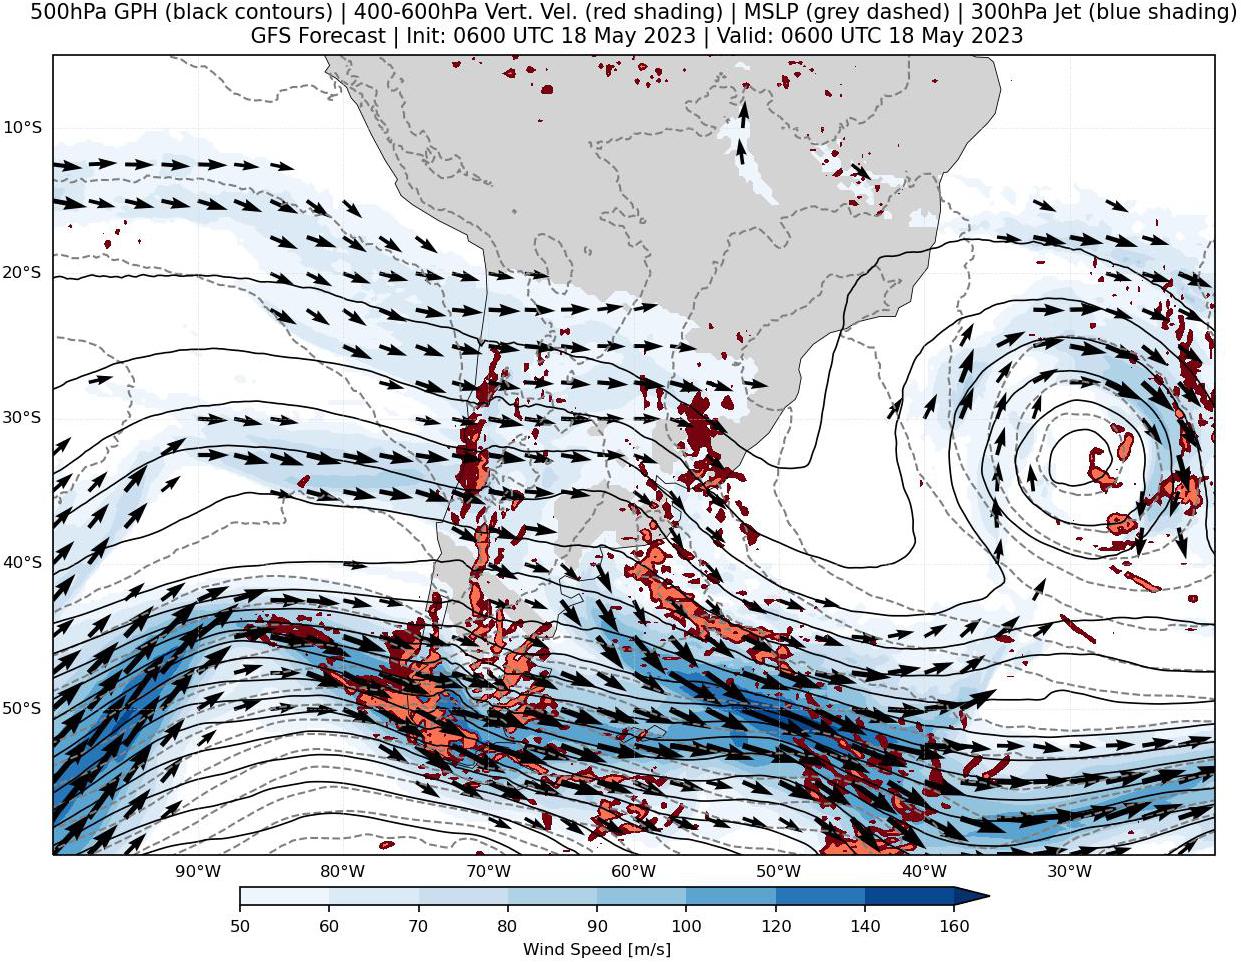 500hPa GPH (black contours) | 400-600hPa Vert. Vel. (red shading) | MSLP (grey dashed) | 300hPa Jet (blue shading)
GFS Forecast | Init: 0600 UTC 18 May 2023 | Valid: 0600 UTC 18 May 2023
10°S
20°S
30°S
40°S
50°S
90°W 80°W 70°W 60°W 50°W 40°W 30°W
50 60 70 80 90 100 120 140 160
Wind Speed [m/s]